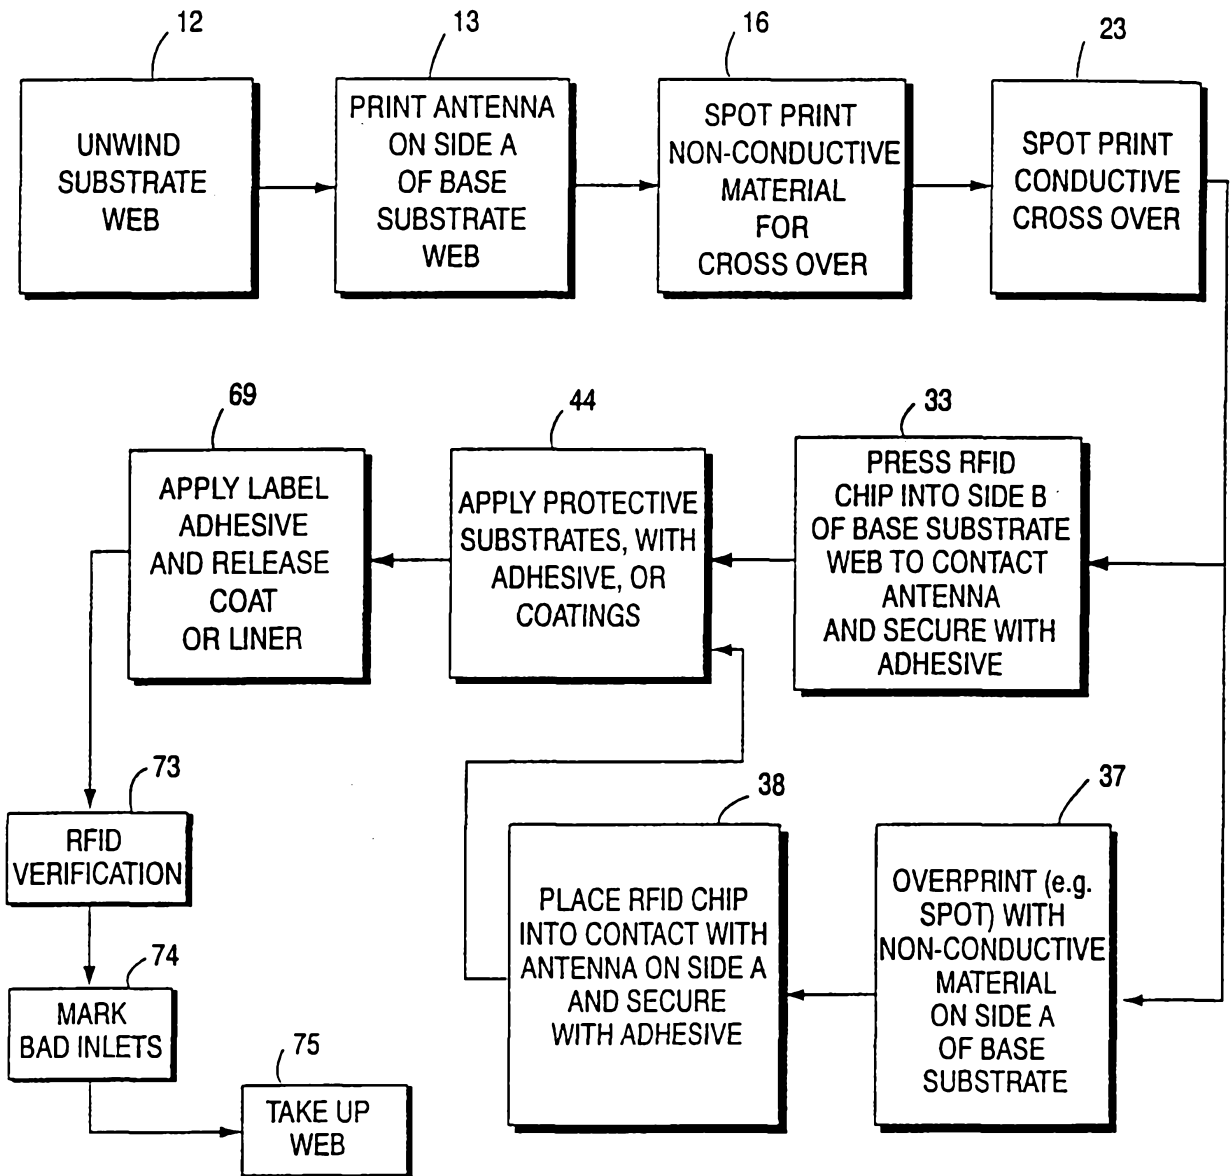 12
UNWIND
SUBSTRATE
WEB
13
PRINT ANTENNA
ON SIDE A
OF BASE
SUBSTRATE
WEB
16
SPOT PRINT
NON-CONDUCTIVE
MATERIAL
FOR
CROSS OVER
23
SPOT PRINT
CONDUCTIVE
CROSS OVER
33
PRESS RFID
CHIP INTO SIDE B
OF BASE SUBSTRATE
WEB TO CONTACT
ANTENNA
AND SECURE WITH
ADHESIVE
37
OVERPRINT (e.g.
SPOT) WITH
NON-CONDUCTIVE
MATERIAL
ON SIDE A
OF BASE
SUBSTRATE
38
PLACE RFID CHIP
INTO CONTACT WITH
ANTENNA ON SIDE A
AND SECURE
WITH ADHESIVE
44
APPLY PROTECTIVE
SUBSTRATES, WITH
ADHESIVE, OR
COATINGS
69
APPLY LABEL
ADHESIVE
AND RELEASE
COAT
OR LINER
73
RFID
VERIFICATION
74
MARK
BAD INLETS
75
TAKE UP
WEB